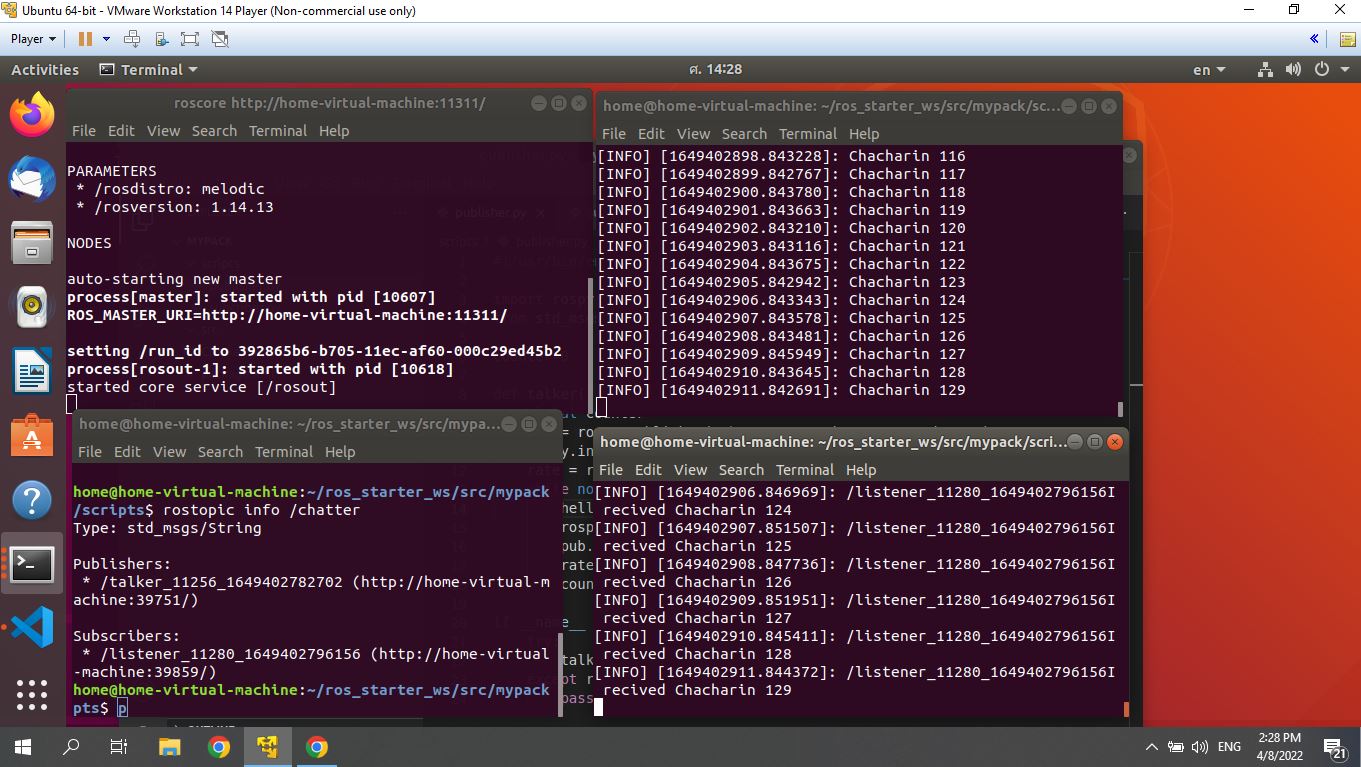 Ubuntu 64-bit - VMware Workstation 14 Player (Non-commercial use only)
Player
Activities
Terminal
ศ. 14:28
en
roscore http://home-virtual-machine:11311/
File Edit View Search Terminal Help
PARAMETERS
* /rosdistro: melodic
* /rosversion: 1.14.13
NODES
auto-starting new master
process[master]: started with pid [10607]
ROS_MASTER_URI=http://home-virtual-machine:11311/
setting /run_id to 392865b6-b705-11ec-af60-000c29ed45b2
process[rosout-1]: started with pid [10618]
started core service [/rosout]
home@home-virtual-machine: ~/ros_starter_ws/src/mypack/sc...
File Edit View Search Terminal Help
[INFO] [1649402898.843228]: Chacharin 116
[INFO] [1649402899.842767]: Chacharin 117
[INFO] [1649402900.843780]: Chacharin 118
[INFO] [1649402901.843663]: Chacharin 119
[INFO] [1649402902.843210]: Chacharin 120
[INFO] [1649402903.843116]: Chacharin 121
[INFO] [1649402904.843675]: Chacharin 122
[INFO] [1649402905.842942]: Chacharin 123
[INFO] [1649402906.843343]: Chacharin 124
[INFO] [1649402907.843578]: Chacharin 125
[INFO] [1649402908.843481]: Chacharin 126
[INFO] [1649402909.845949]: Chacharin 127
[INFO] [1649402910.843645]: Chacharin 128
[INFO] [1649402911.842691]: Chacharin 129
home@home-virtual-machine: ~/ros_starter_ws/src/mypa...
File Edit View Search Terminal Help
home@home-virtual-machine:~/ros_starter_ws/src/mypack
/scripts$ rostopic info /chatter
Type: std_msgs/String
Publishers:
* /talker_11256_1649402782702 (http://home-virtual-m
achine:39751/)
Subscribers:
* /listener_11280_1649402796156 (http://home-virtual
-machine:39859/)
home@home-virtual-machine:~/ros_starter_ws/src/mypack
pts$ p
home@home-virtual-machine: ~/ros_starter_ws/src/mypack/scri...
File Edit View Search Terminal Help
[INFO] [1649402906.846969]: /listener_11280_1649402796156I
recived Chacharin 124
[INFO] [1649402907.851507]: /listener_11280_1649402796156I
recived Chacharin 125
[INFO] [1649402908.847736]: /listener_11280_1649402796156I
recived Chacharin 126
[INFO] [1649402909.851951]: /listener_11280_1649402796156I
recived Chacharin 127
[INFO] [1649402910.845411]: /listener_11280_1649402796156I
recived Chacharin 128
[INFO] [1649402911.844372]: /listener_11280_1649402796156I
recived Chacharin 129
ENG
2:28 PM
4/8/2022
21